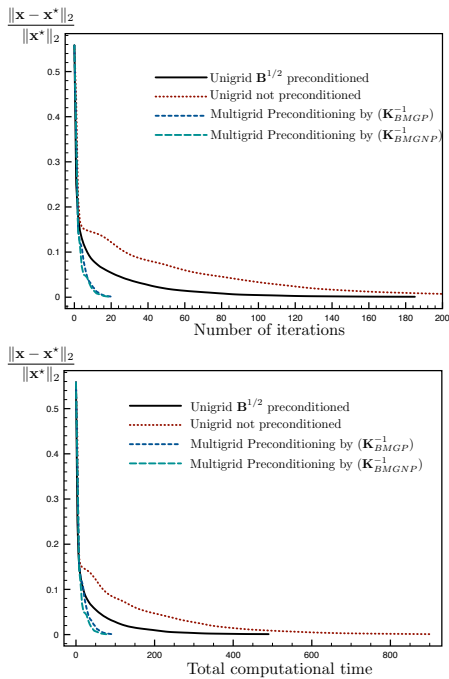 ‖x − x⋆‖₂
‖x⋆‖₂
0.5
0.4
0.3
0.2
0.1
0
Unigrid B^{1/2} preconditioned
Unigrid not preconditioned
Multigrid Preconditioning by (K^{-1}_{BMGP})
Multigrid Preconditioning by (K^{-1}_{BMGNP})
0 20 40 60 80 100 120 140 160 180 200
Number of iterations
‖x − x⋆‖₂
‖x⋆‖₂
0.5
0.4
0.3
0.2
0.1
0
Unigrid B^{1/2} preconditioned
Unigrid not preconditioned
Multigrid Preconditioning by (K^{-1}_{BMGP})
Multigrid Preconditioning by (K^{-1}_{BMGNP})
0 200 400 600 800
Total computational time